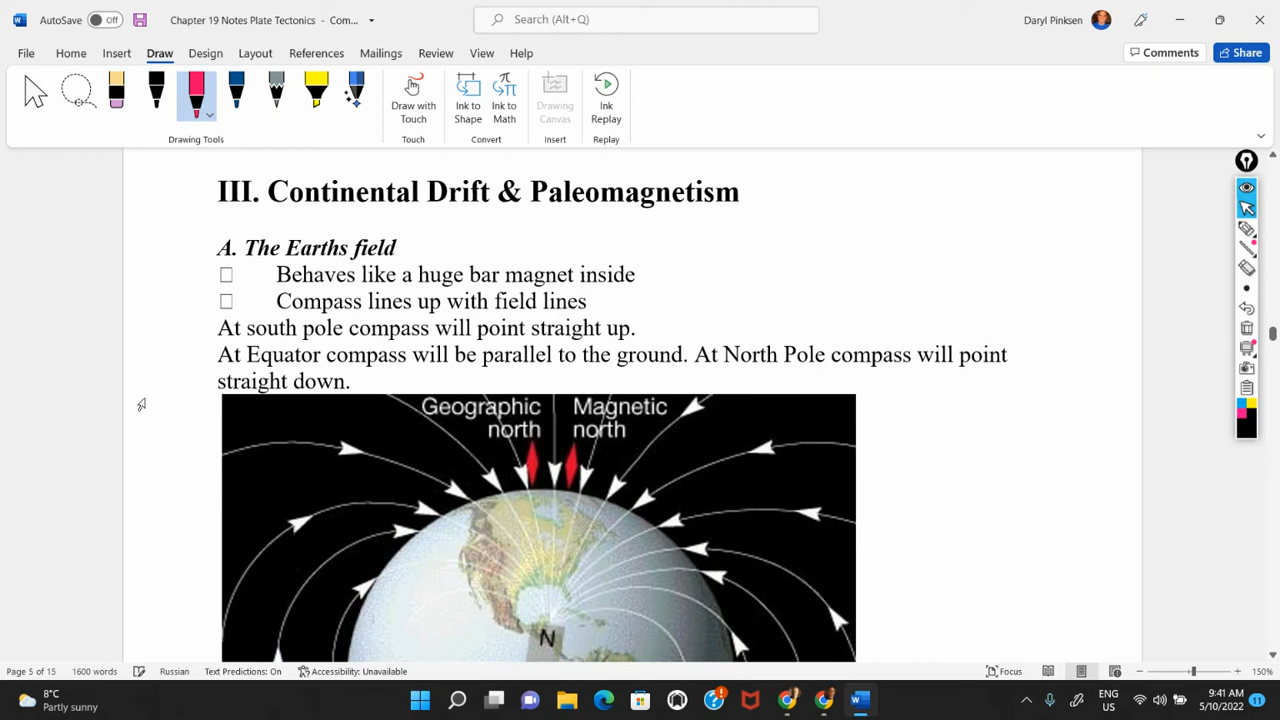 AutoSave Off Chapter 19 Notes Plate Tectonics - Com... Search (Alt+Q) Daryl Pinksen
File Home Insert Draw Design Layout References Mailings Review View Help Comments Share
Draw with Touch Ink to Shape Ink to Math Drawing Canvas Ink Replay
Drawing Tools Touch Convert Insert Replay
III. Continental Drift & Paleomagnetism
A. The Earths field
Behaves like a huge bar magnet inside
Compass lines up with field lines
At south pole compass will point straight up.
At Equator compass will be parallel to the ground. At North Pole compass will point
straight down.
Geographic north
Magnetic north
N
Page 5 of 15 1600 words Russian Text Predictions: On Accessibility: Unavailable Focus 150%
8°C ENG 9:41 AM
Partly sunny US 5/10/2022 11